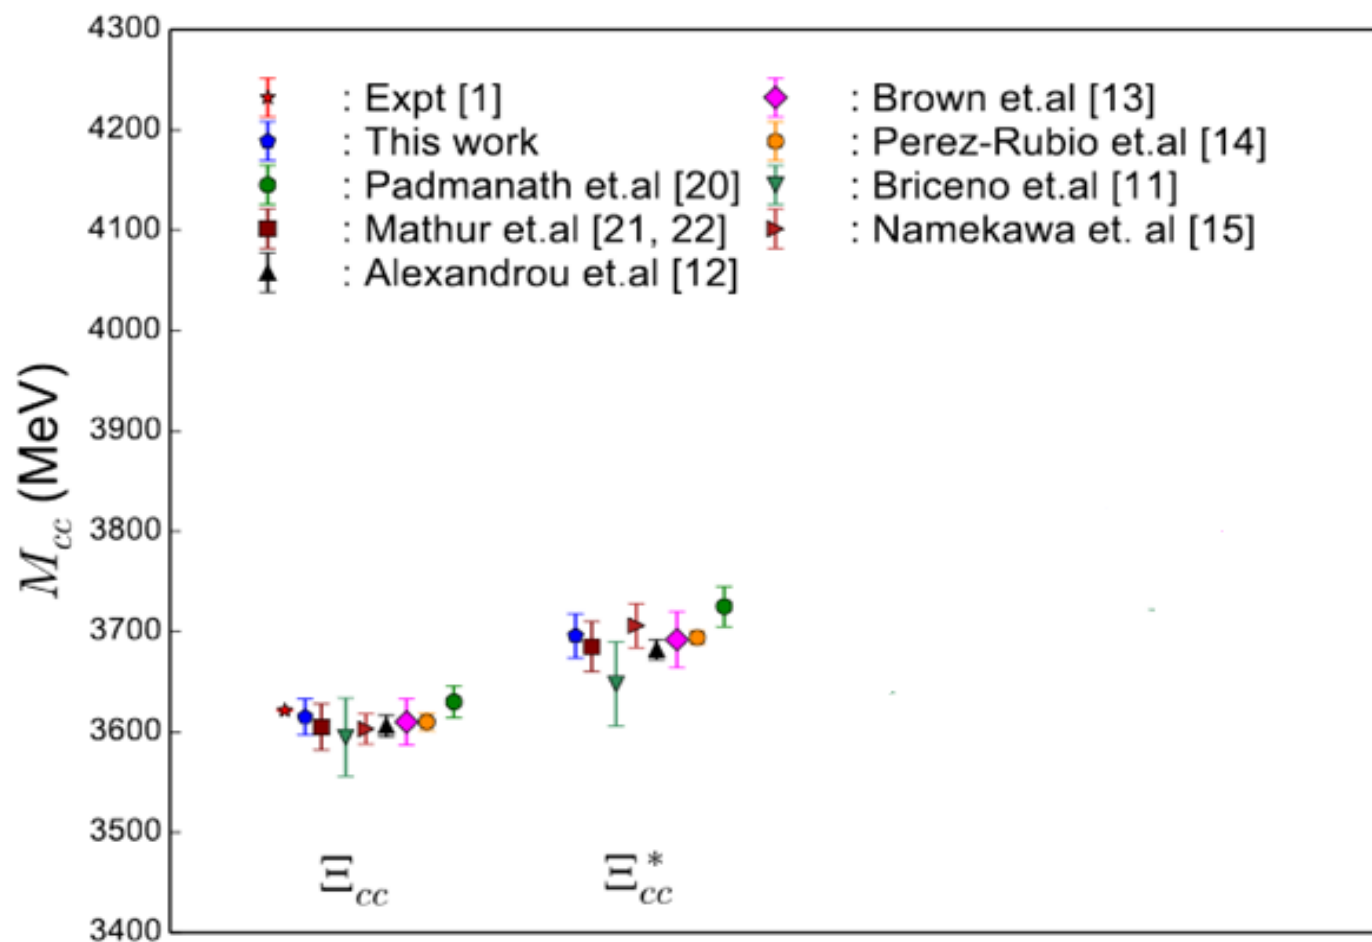 4300
4200
4100
4000
3900
3800
3700
3600
3500
3400
M_cc (MeV)
: Expt [1]
: This work
: Padmanath et.al [20]
: Mathur et.al [21, 22]
: Alexandrou et.al [12]
: Brown et.al [13]
: Perez-Rubio et.al [14]
: Briceno et.al [11]
: Namekawa et. al [15]
Ξ_cc
Ξ_cc^*